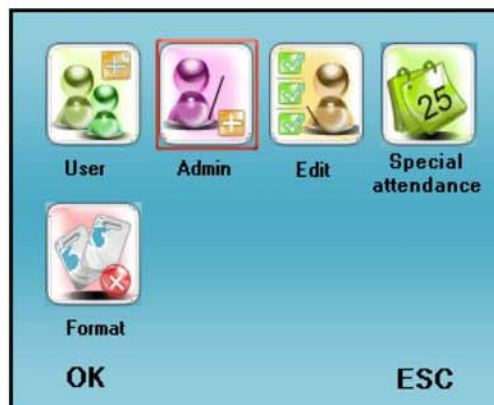 25
User
Admin
Edit
Special
attendance
Format
OK
ESC